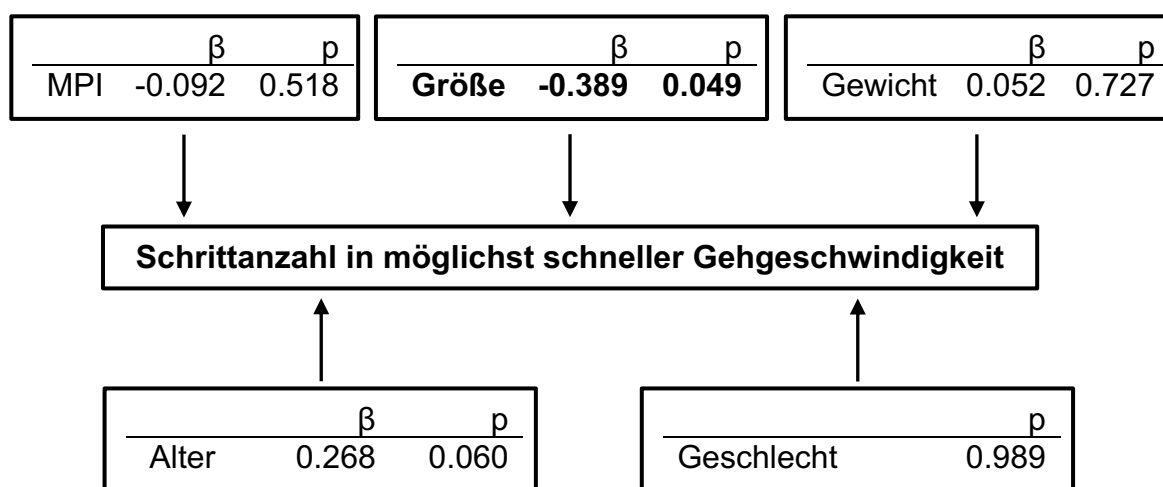 β p
MPI -0.092 0.518
β p
Größe -0.389 0.049
β p
Gewicht 0.052 0.727
Schrittanzahl in möglichst schneller Gehgeschwindigkeit
β p
Alter 0.268 0.060
p
Geschlecht 0.989